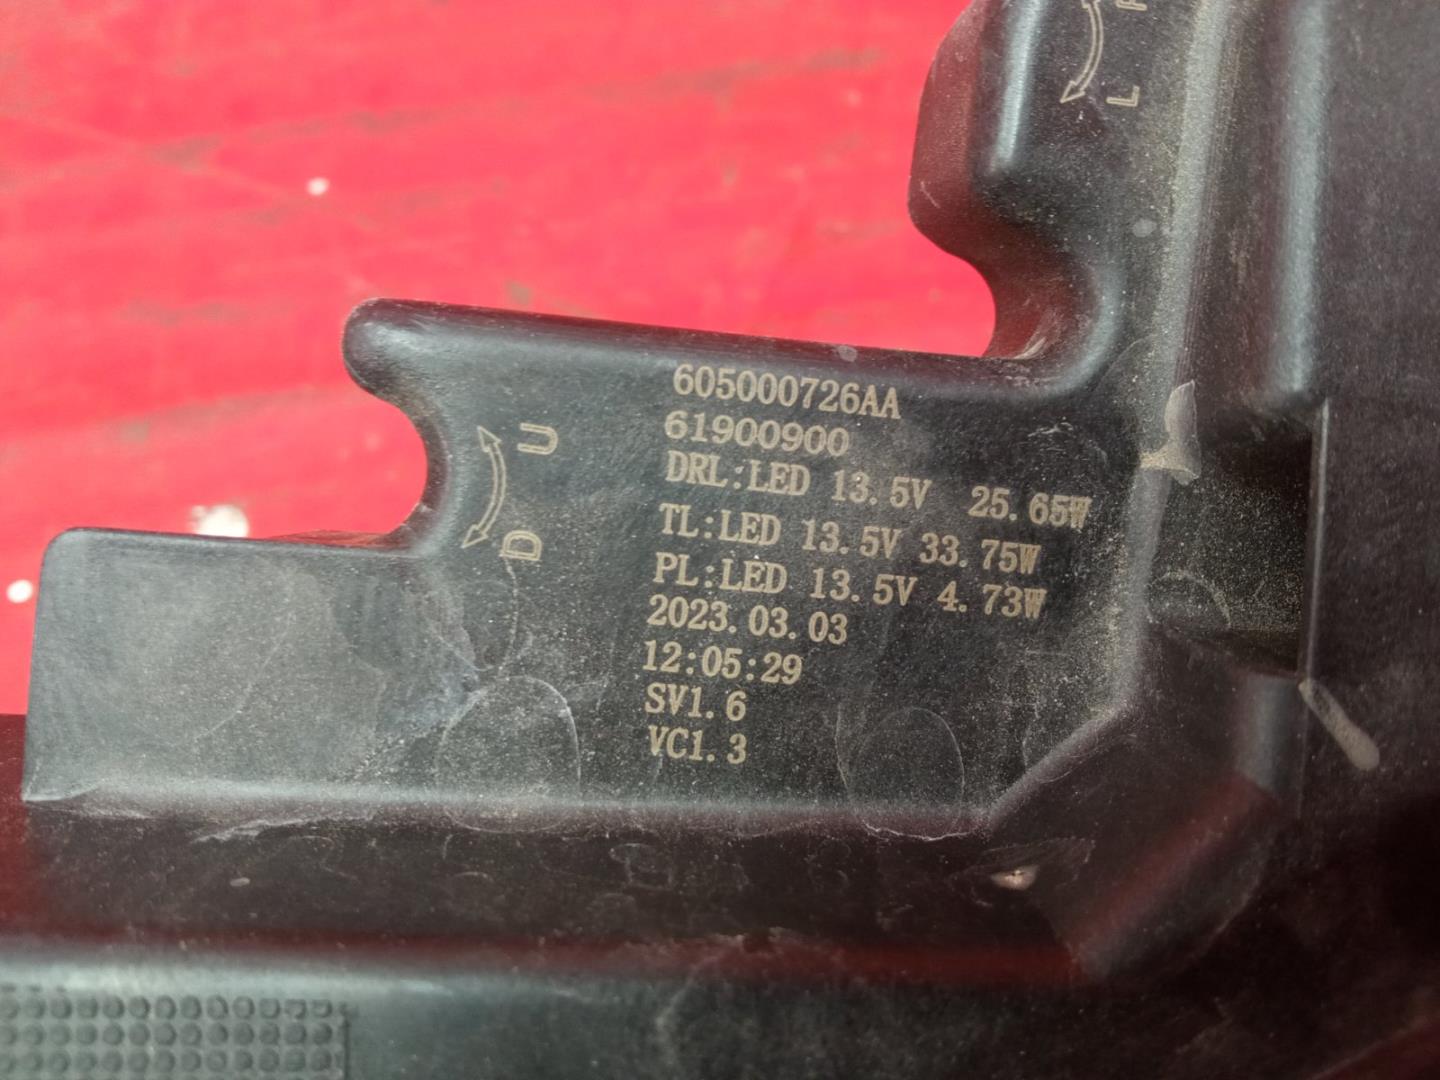 L
605000726AA
61900900
U
DRL:LED 13.5V 25.65W
TL:LED 13.5V 33.75W
D
PL:LED 13.5V 4.73W
2023.03.03
12:05:29
SV1.6
VC1.3